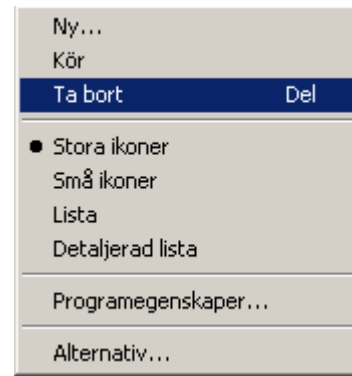 Ny...
Kör
Ta bort Del
Stora ikoner
Små ikoner
Lista
Detaljerad lista
Programegenskaper...
Alternativ...